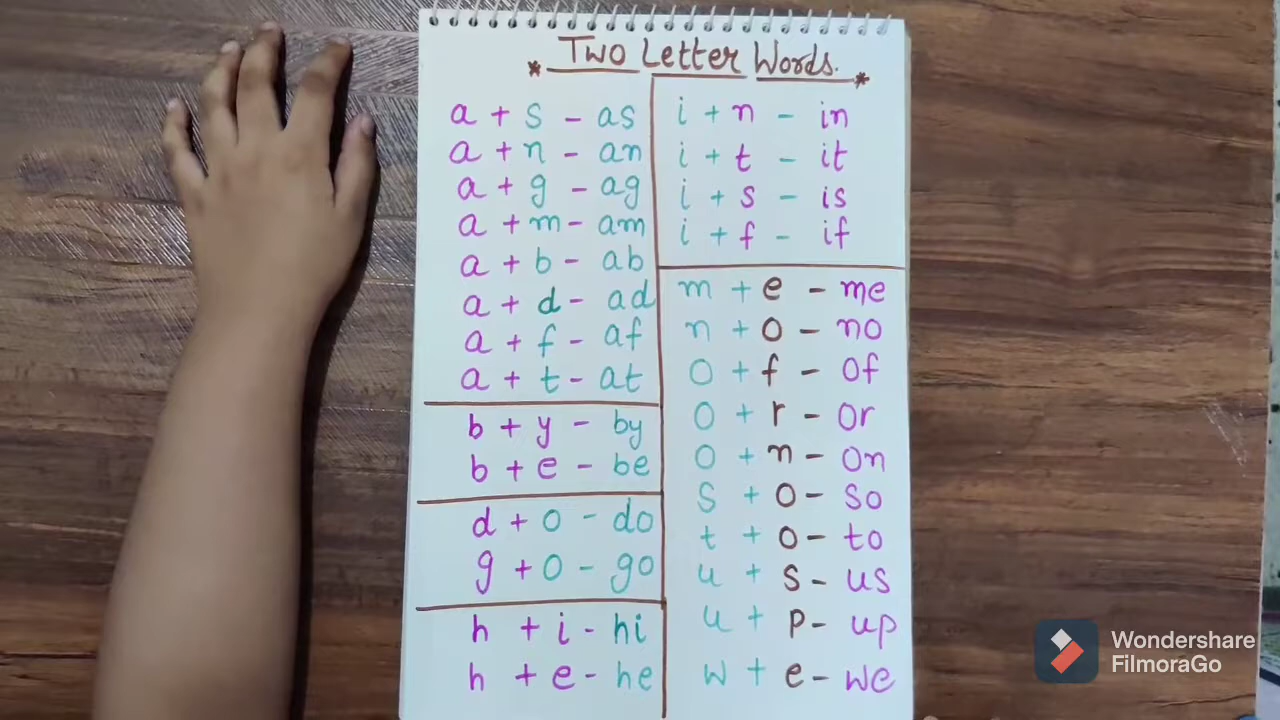 * Two Letter Words. *
a + s - as
a + n - an
a + g - ag
a + m - am
a + b - ab
a + d - ad
a + f - af
a + t - at
b + y - by
b + e - be
d + o - do
g + o - go
h + i - hi
h + e - he
i + n - in
i + t - it
i + s - is
i + f - if
m + e - me
n + o - no
o + f - of
o + r - or
o + n - on
s + o - so
t + o - to
u + s - us
u + p - up
w + e - we
Wondershare
FilmoraGo